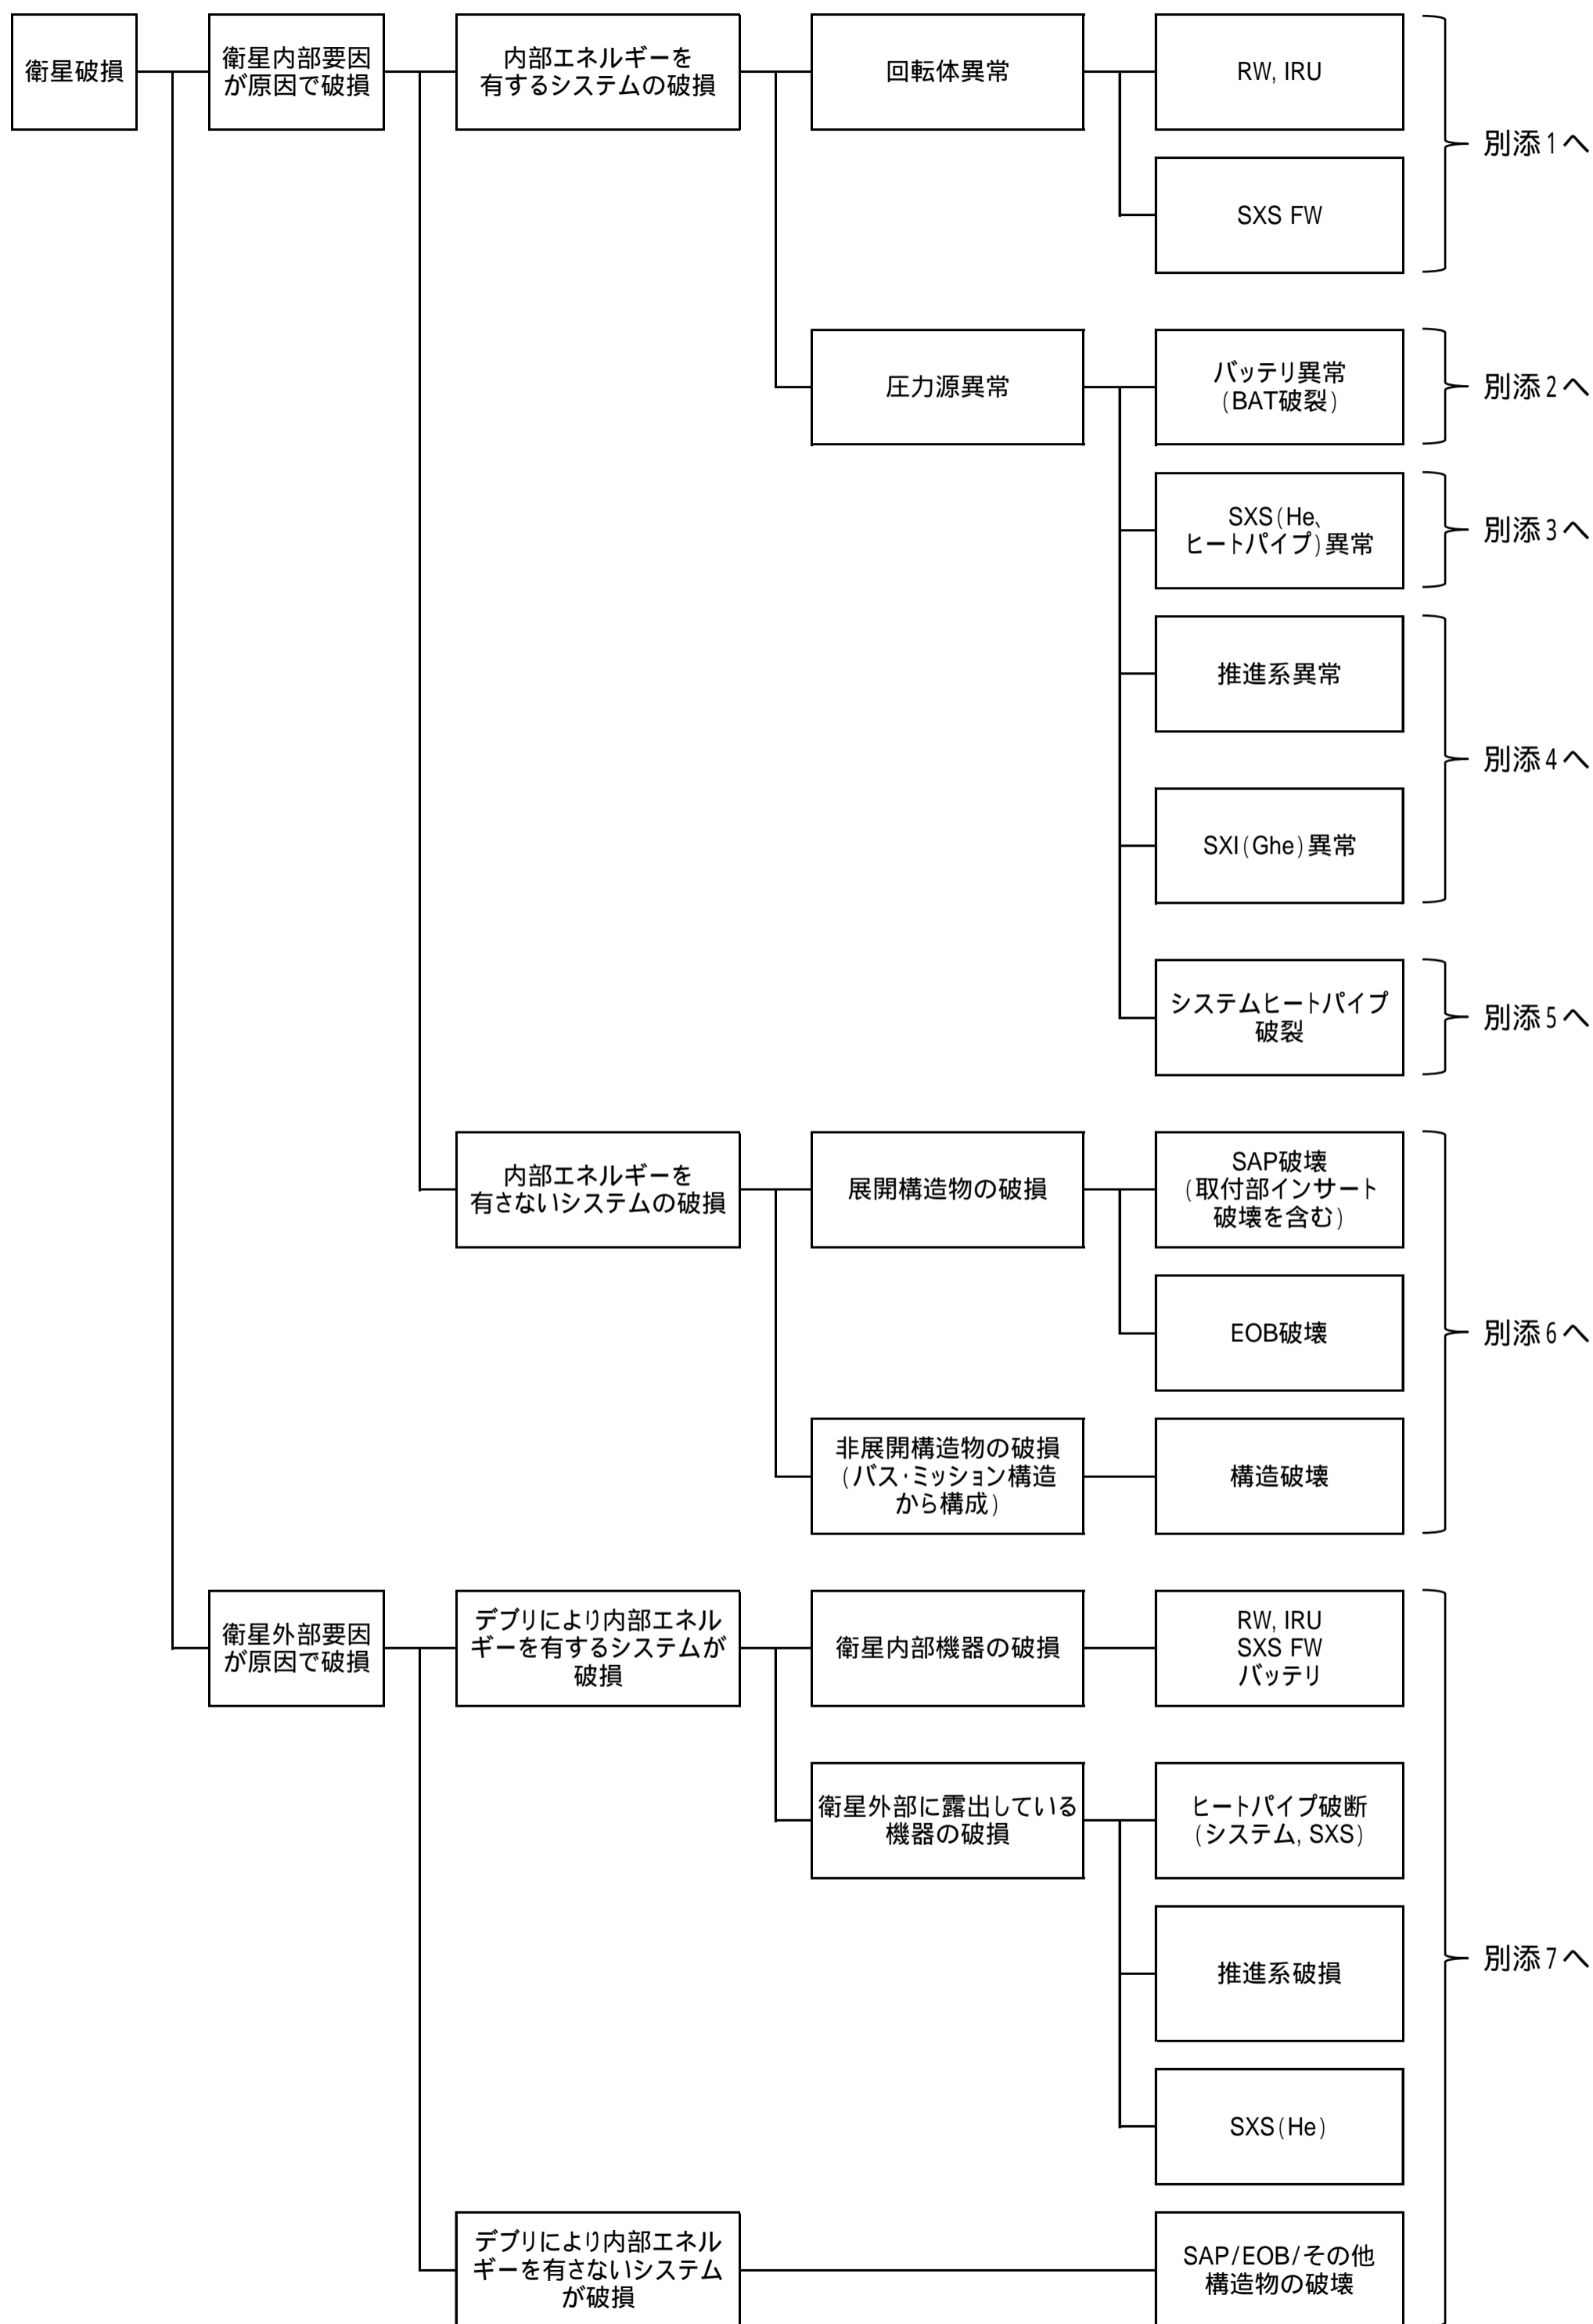 衛星破損
衛星内部要因
が原因で破損
内部エネルギーを
有するシステムの破損
回転体異常
RW, IRU
SXS FW
別添1へ
圧力源異常
バッテリ異常
(BAT破裂)
別添2へ
SXS(He、
ヒートパイプ)異常
別添3へ
推進系異常
SXI(Ghe)異常
別添4へ
システムヒートパイプ
破裂
別添5へ
内部エネルギーを
有さないシステムの破損
展開構造物の破損
SAP破壊
(取付部インサート
破壊を含む)
EOB破壊
非展開構造物の破損
(バス・ミッション構造
から構成)
構造破壊
別添6へ
衛星外部要因
が原因で破損
デブリにより内部エネル
ギーを有するシステムが
破損
衛星内部機器の破損
RW, IRU
SXS FW
バッテリ
衛星外部に露出している
機器の破損
ヒートパイプ破断
(システム, SXS)
推進系破損
SXS(He)
別添7へ
デブリにより内部エネル
ギーを有さないシステム
が破損
SAP/EOB/その他
構造物の破壊